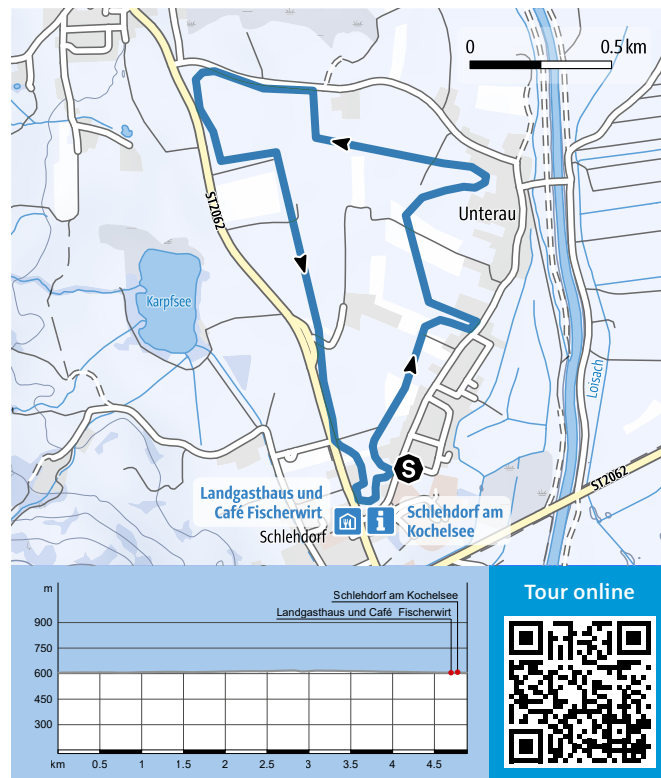 0 0.5 km
ST2062
Unterau
Karpfsee
Loisach
ST2062
S
Landgasthaus und
Café Fischerwirt
Schlehdorf
i
Schlehdorf am
Kochelsee
m
Schlehdorf am Kochelsee
Landgasthaus und Café Fischerwirt
900
750
600
450
300
km 0.5 1 1.5 2 2.5 3 3.5 4 4.5
Tour online